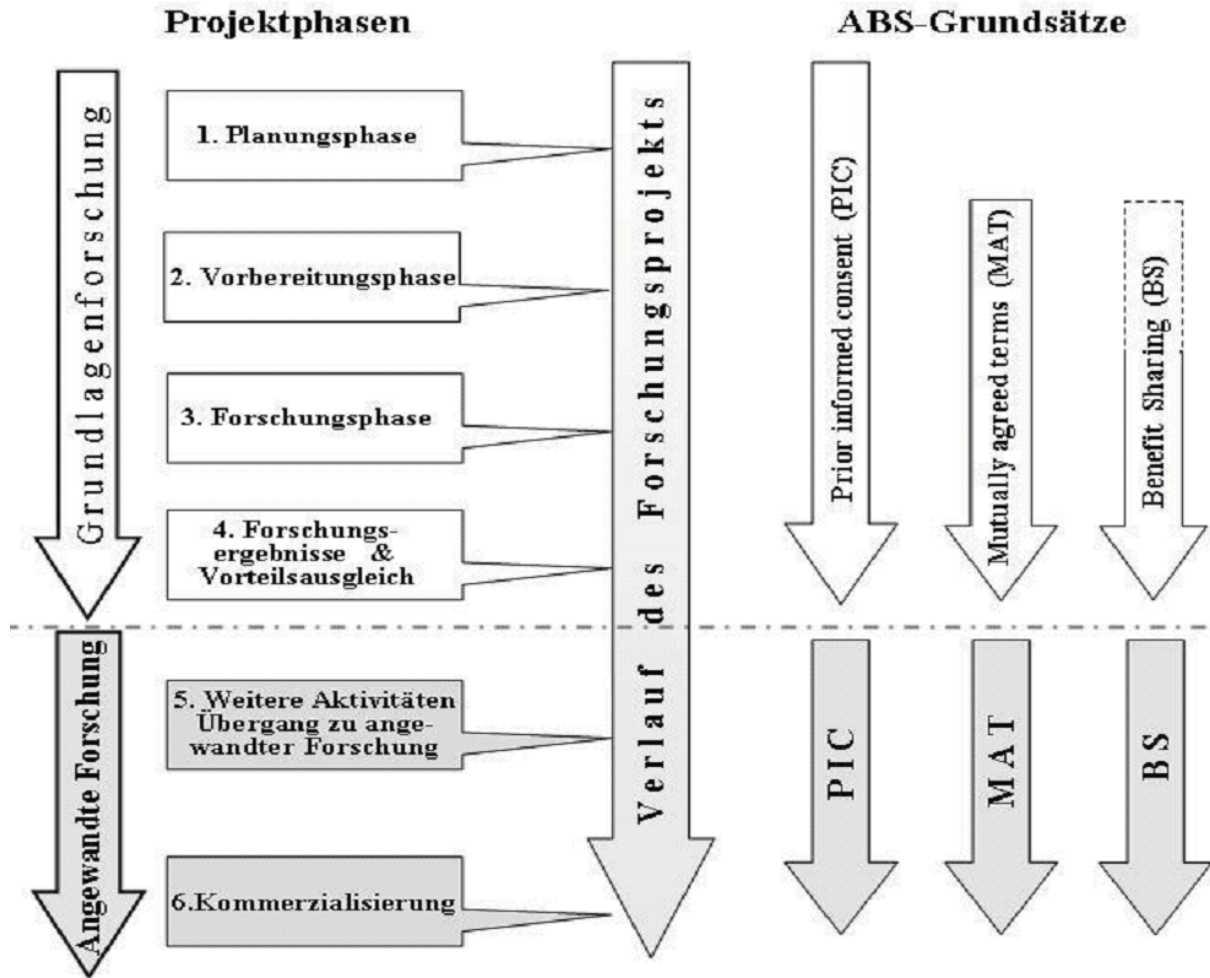 Projektphasen
ABS-Grundsätze
Grundlagenforschung
1. Planungsphase
2. Vorbereitungsphase
3. Forschungsphase
4. Forschungs-
ergebnisse &
Vorteilsausgleich
Angewandte Forschung
5. Weitere Aktivitäten
Übergang zu ange-
wandter Forschung
6.Kommerzialisierung
Verlauf des Forschungsprojekts
Prior informed consent (PIC)
Mutually agreed terms (MAT)
Benefit Sharing (BS)
PIC
MAT
BS